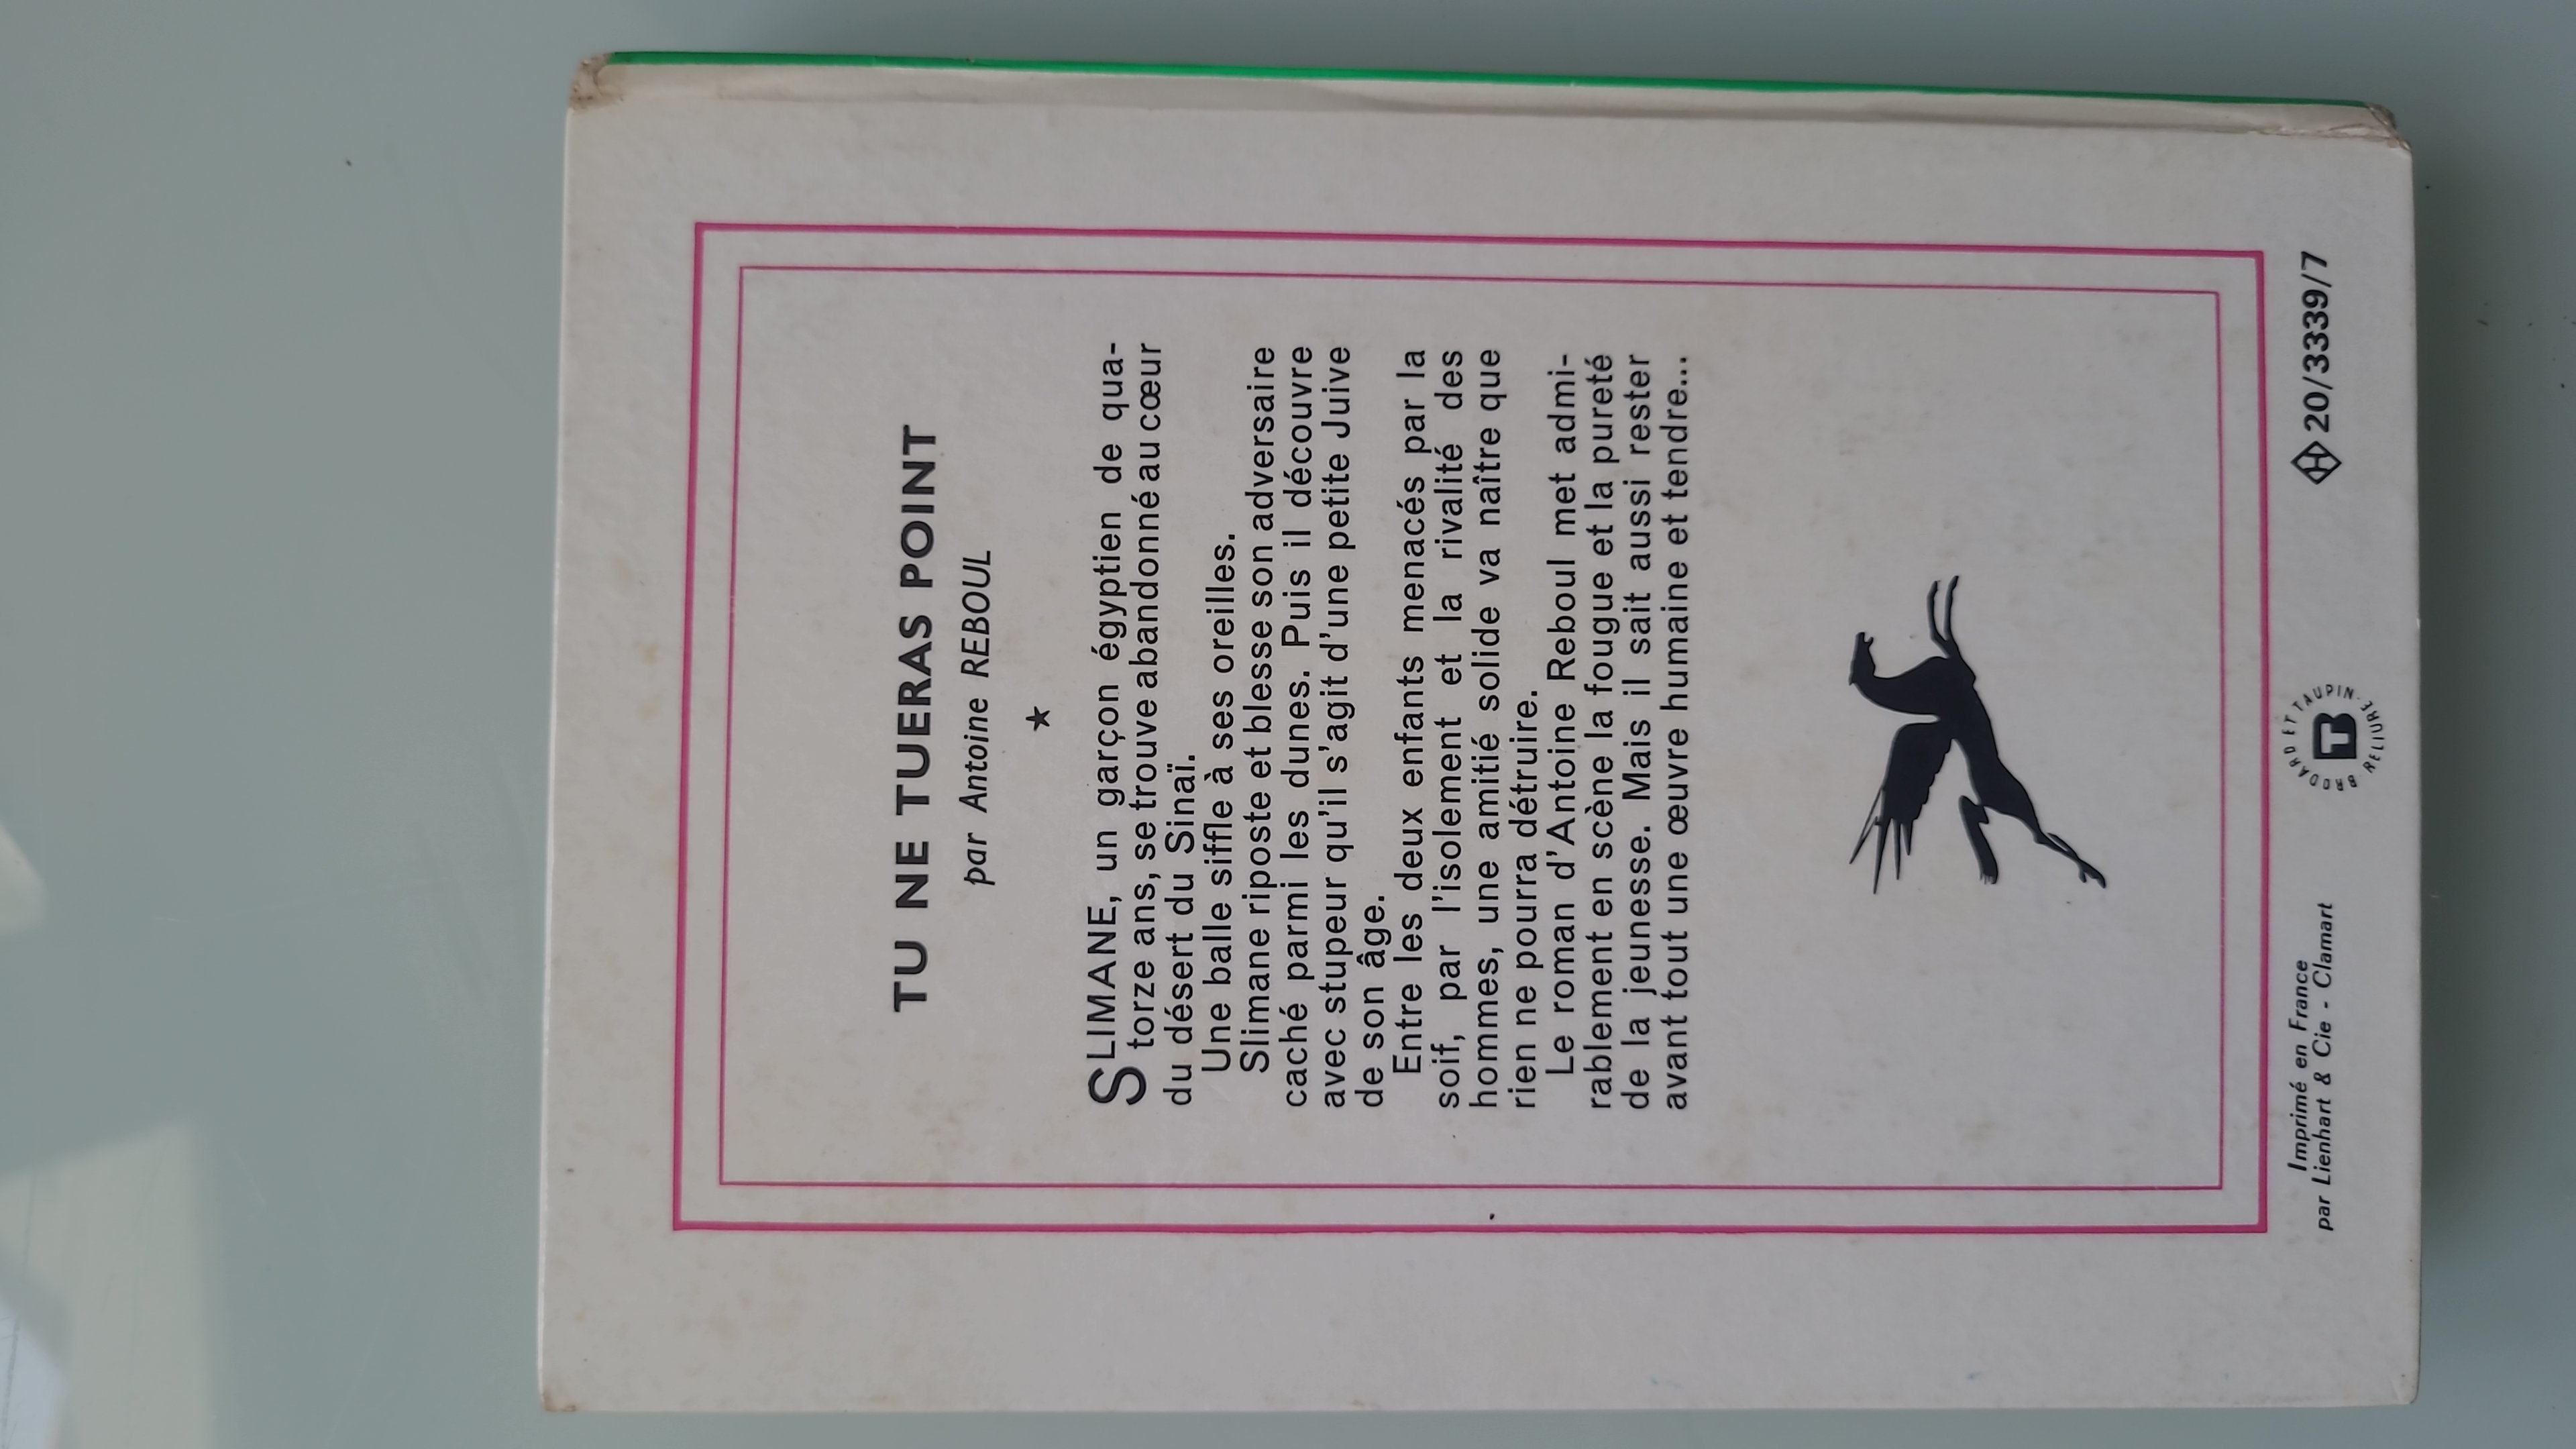 TU NE TUERAS POINT
par Antoine REBOUL
★
SLIMANE, un garçon égyptien de qua-
torze ans, se trouve abandonné au cœur
du désert du Sinaï.
Une balle siffle à ses oreilles.
Slimane riposte et blesse son adversaire
caché parmi les dunes. Puis il découvre
avec stupeur qu'il s'agit d'une petite Juive
de son âge.
Entre les deux enfants menacés par la
soif, par l'isolement et la rivalité des
hommes, une amitié solide va naître que
rien ne pourra détruire.
Le roman d'Antoine Reboul met admi-
rablement en scène la fougue et la pureté
de la jeunesse. Mais il sait aussi rester
avant tout une œuvre humaine et tendre...
Imprimé en France
par Lienhart & Cie - Clamart
BRODARD ET TAUPIN
BT
RELIURE
H 20/3339/7